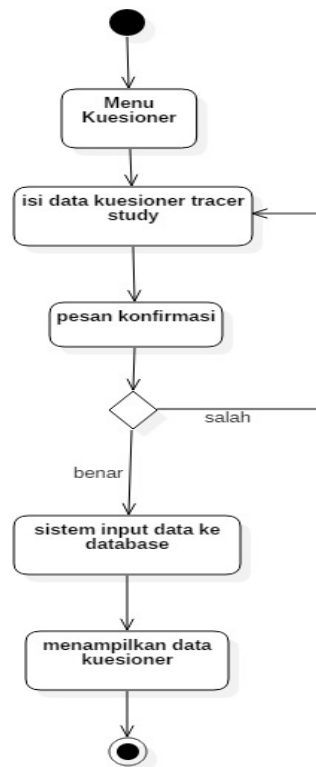 Menu
Kuesioner
isi data kuesioner tracer
study
pesan konfirmasi
salah
benar
sistem input data ke
database
menampilkan data
kuesioner